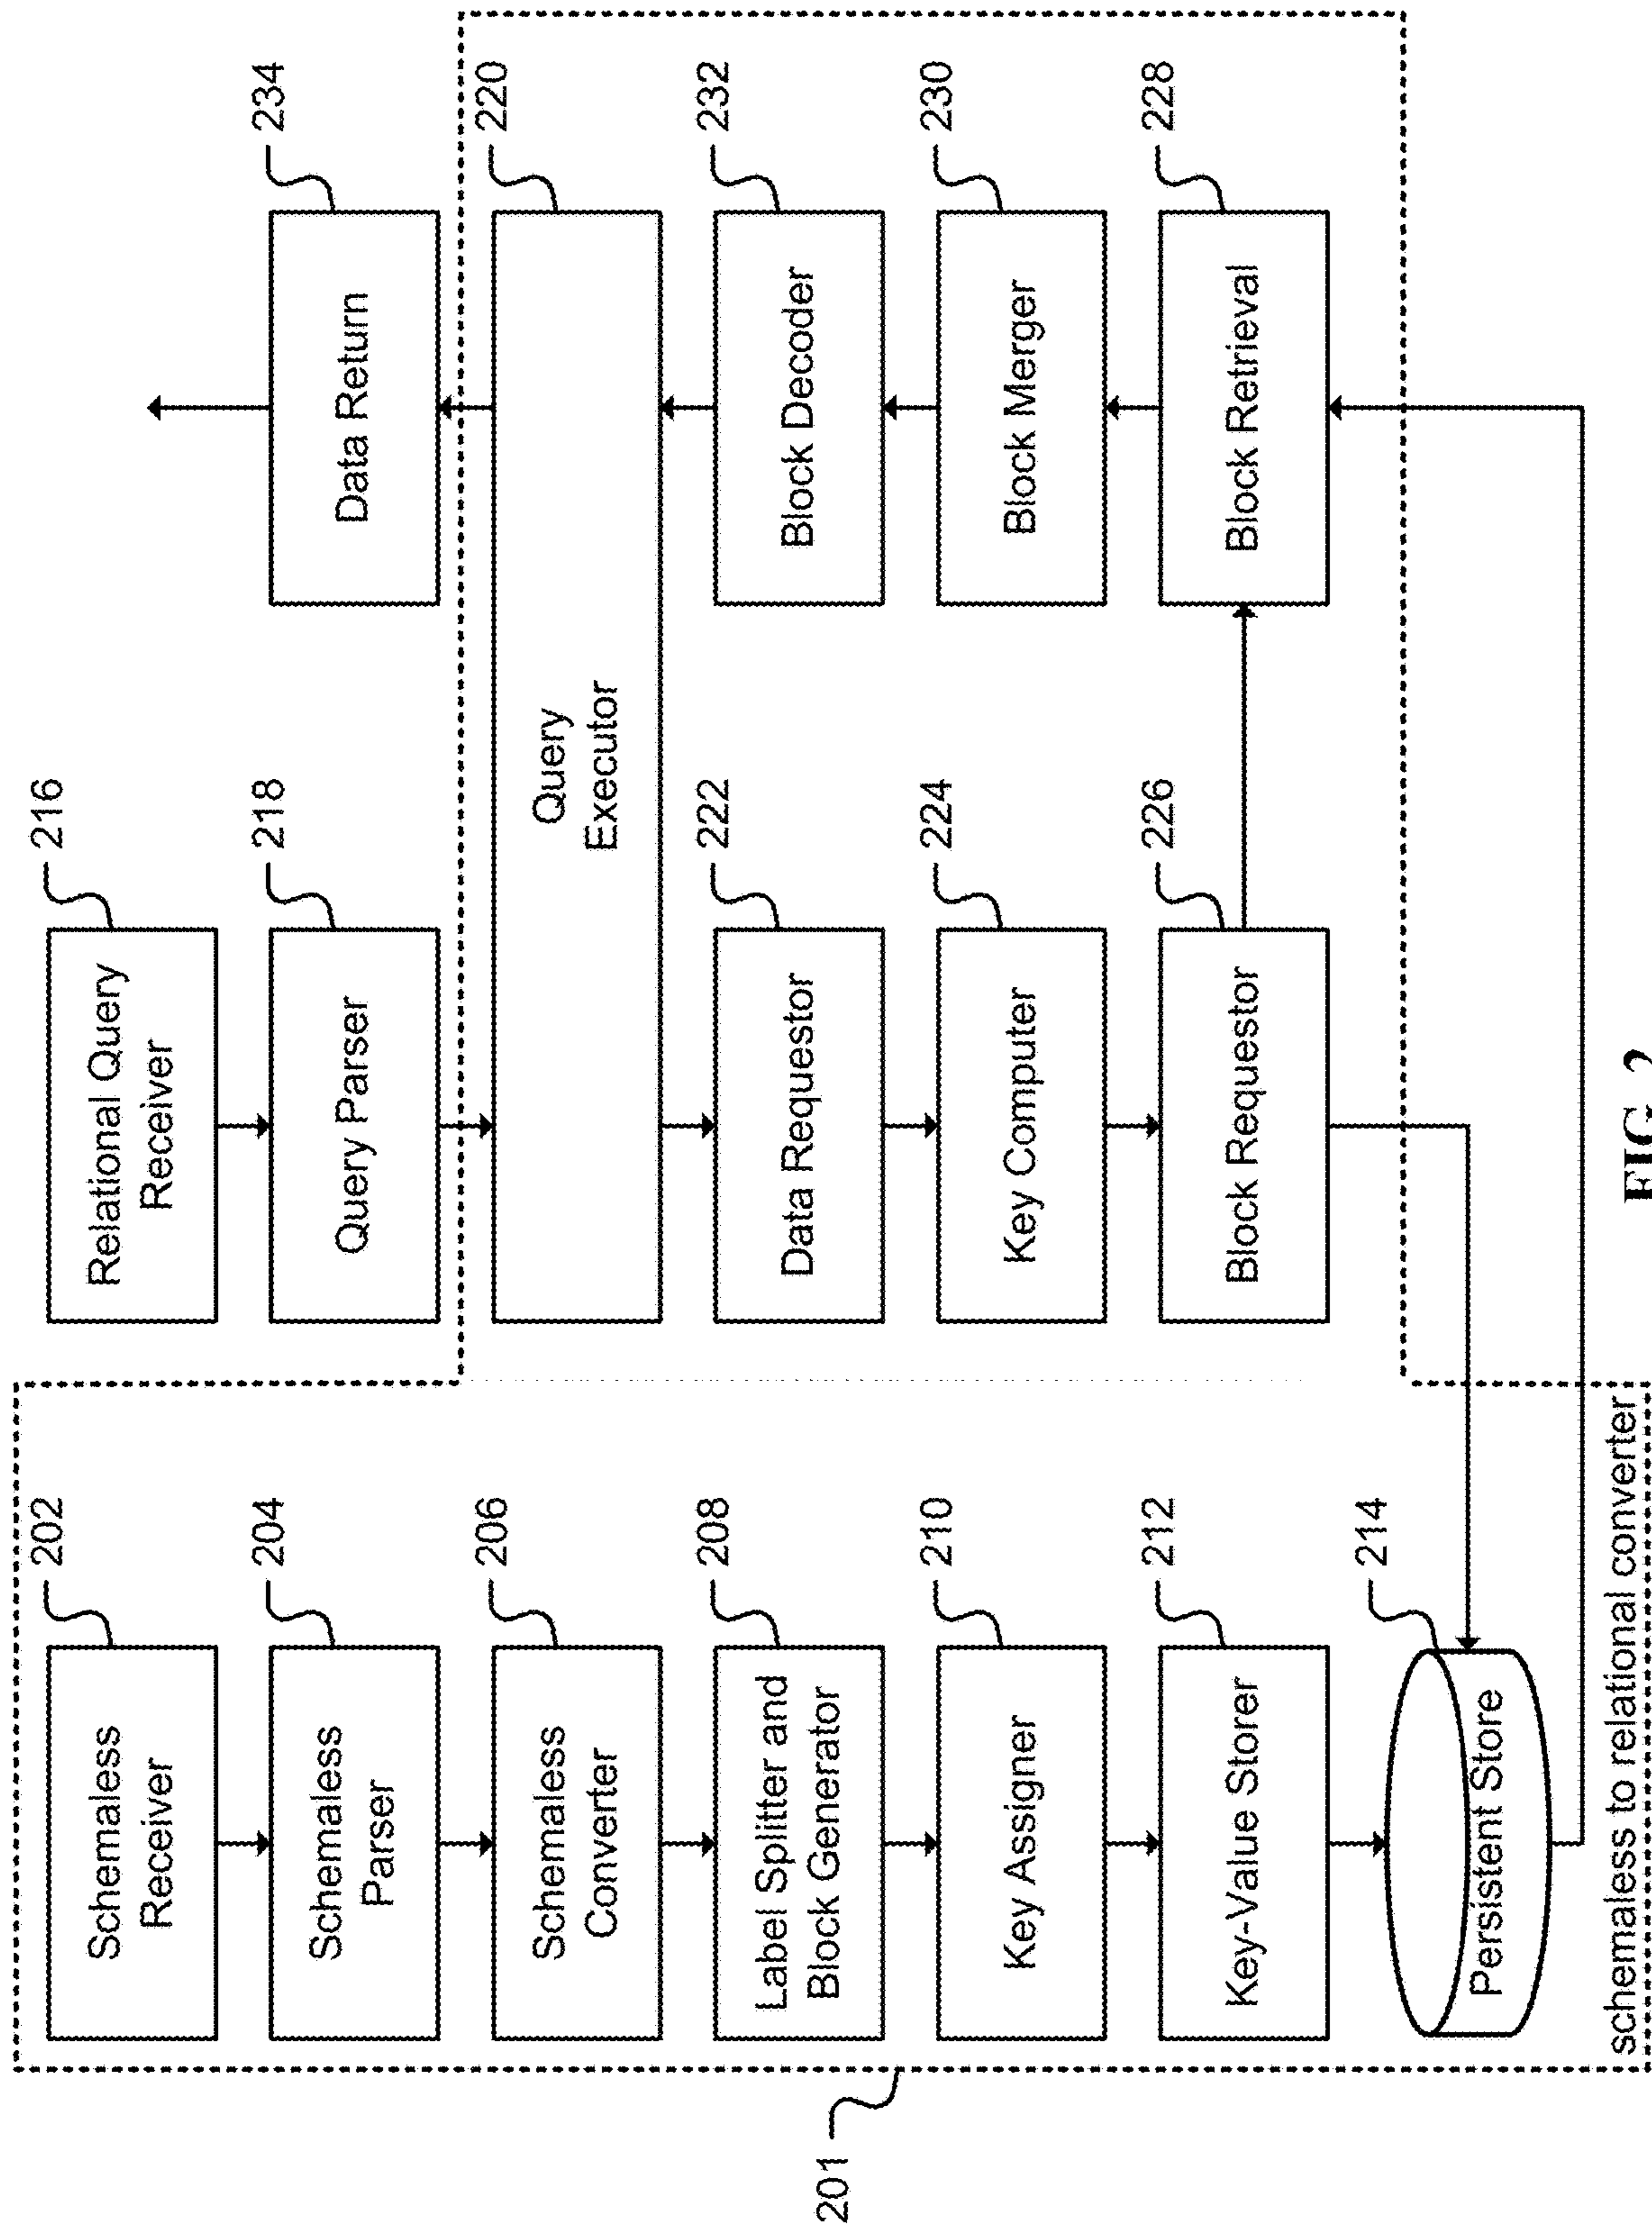 202
Schemaless
Receiver
204
Schemaless
Parser
206
Schemaless
Converter
208
Label Splitter and
Block Generator
210
Key Assigner
212
Key-Value Storer
214
Persistent Store
schemaless to relational converter
201
216
Relational Query
Receiver
218
Query Parser
220
Query
Executor
222
Data Requestor
224
Key Computer
226
Block Requestor
234
Data Return
232
Block Decoder
230
Block Merger
228
Block Retrieval
FIG. 2